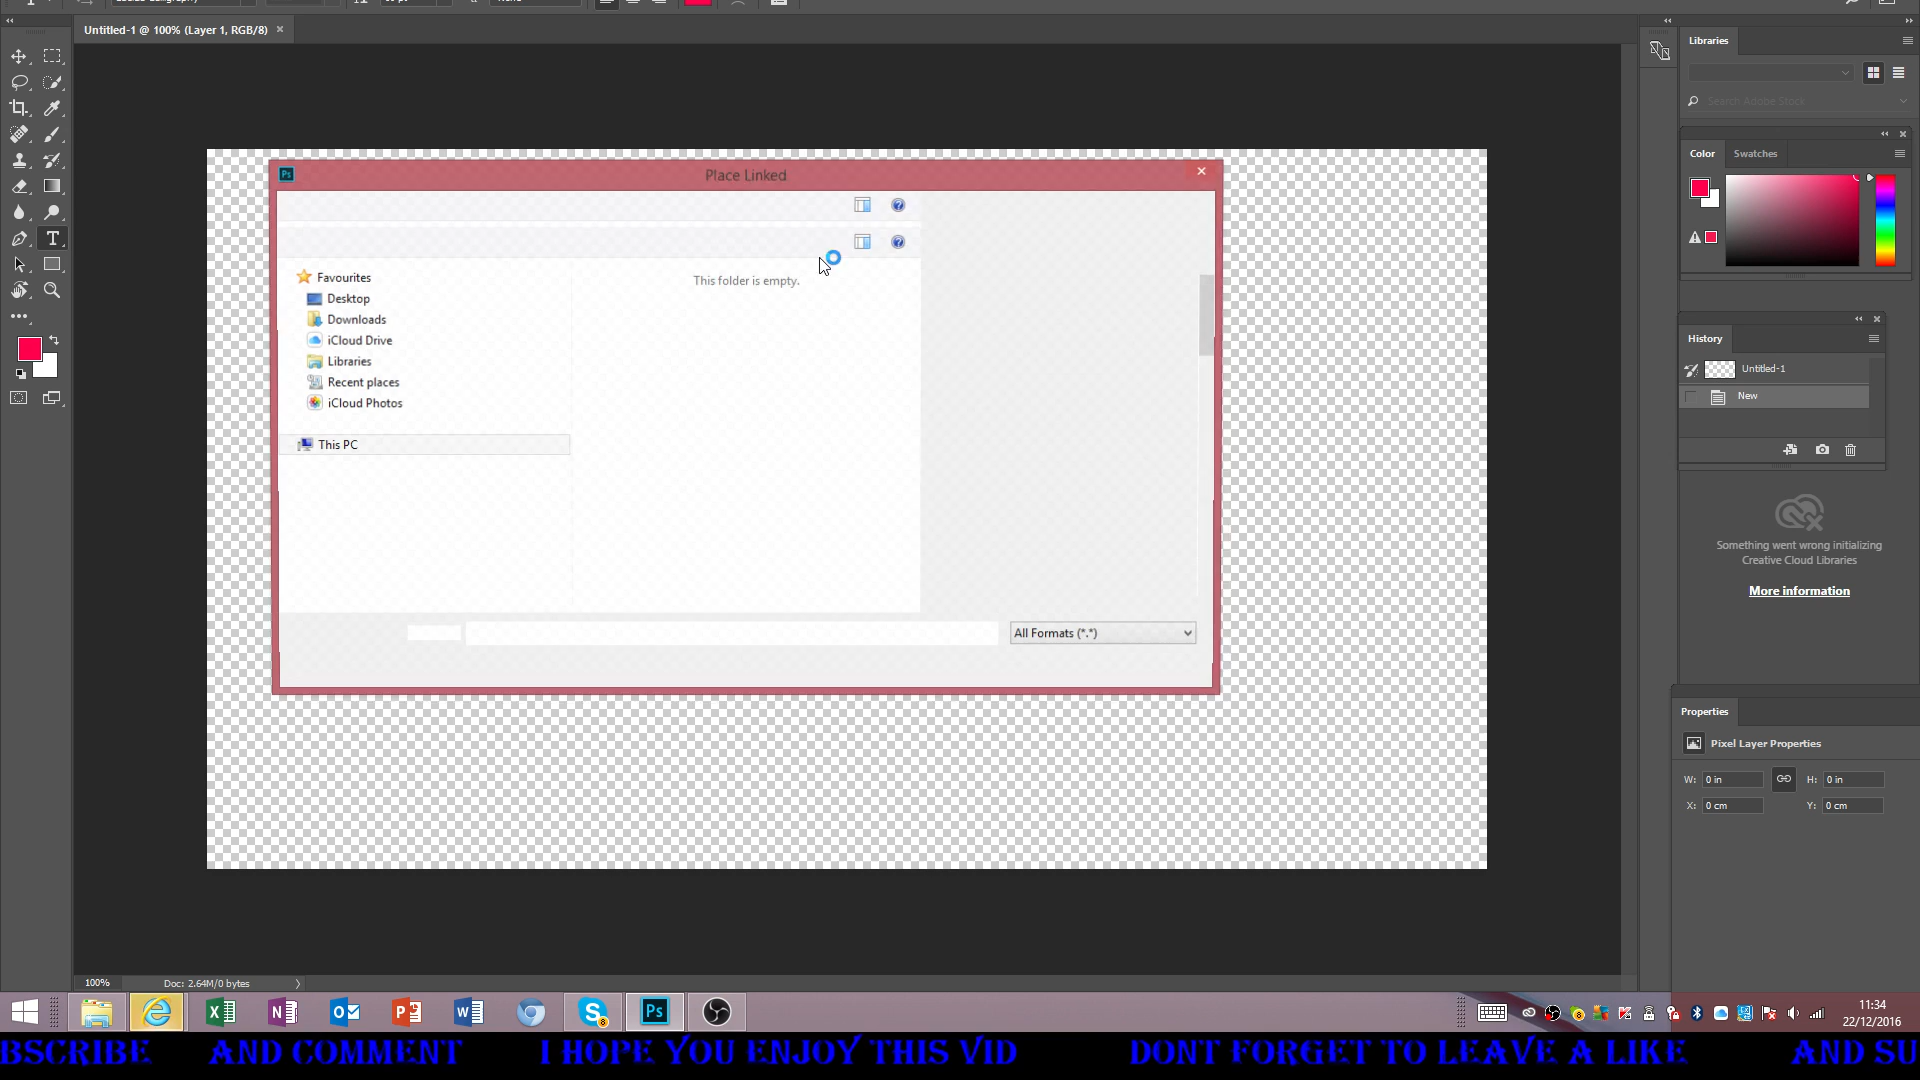 Untitled-1 @ 100% (Layer 1, RGB/8)
Libraries
Search Adobe Stock
Color
Swatches
Ps
Place Linked
Favourites
Desktop
Downloads
iCloud Drive
Libraries
Recent places
iCloud Photos
This PC
This folder is empty.
All Formats (*.*)
History
Untitled-1
New
Something went wrong initializing
Creative Cloud Libraries
More information
Properties
Pixel Layer Properties
W: 0 in
H: 0 in
X: 0 cm
Y: 0 cm
100%
Doc: 2.64M/0 bytes
Ps
11:34
22/12/2016
BSCRIBE AND COMMENT I HOPE YOU ENJOY THIS VID DONT FORGET TO LEAVE A LIKE AND SU